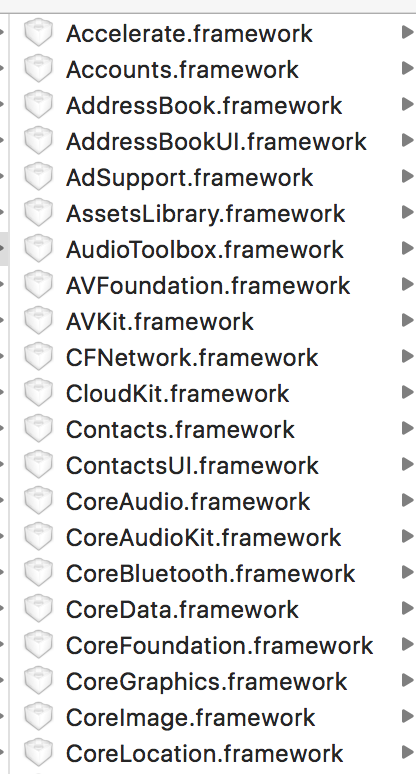 Accelerate.framework
Accounts.framework
AddressBook.framework
AddressBookUI.framework
AdSupport.framework
AssetsLibrary.framework
AudioToolbox.framework
AVFoundation.framework
AVKit.framework
CFNetwork.framework
CloudKit.framework
Contacts.framework
ContactsUI.framework
CoreAudio.framework
CoreAudioKit.framework
CoreBluetooth.framework
CoreData.framework
CoreFoundation.framework
CoreGraphics.framework
CoreImage.framework
CoreLocation.framework